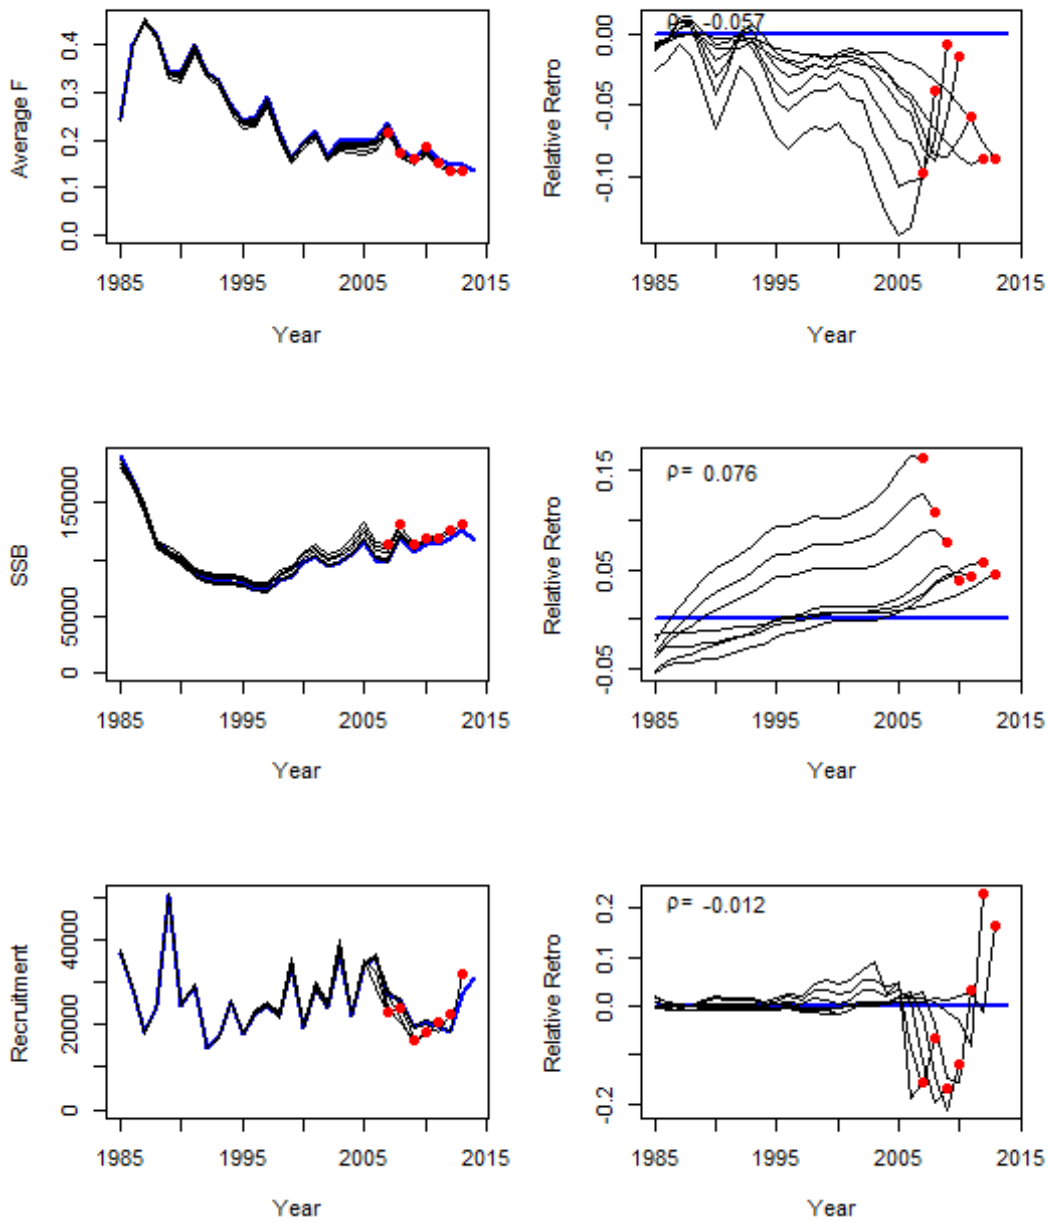 Average F
0.0 0.1 0.2 0.3 0.4
1985 1995 2005 2015
Year
Relative Retro
-0.10 -0.05 0.00
ρ= -0.057
1985 1995 2005 2015
Year
SSB
0 50000 150000
1985 1995 2005 2015
Year
Relative Retro
-0.05 0.05 0.15
ρ= 0.076
1985 1995 2005 2015
Year
Recruitment
0 20000 40000
1985 1995 2005 2015
Year
Relative Retro
-0.2 0.0 0.1 0.2
ρ= -0.012
1985 1995 2005 2015
Year